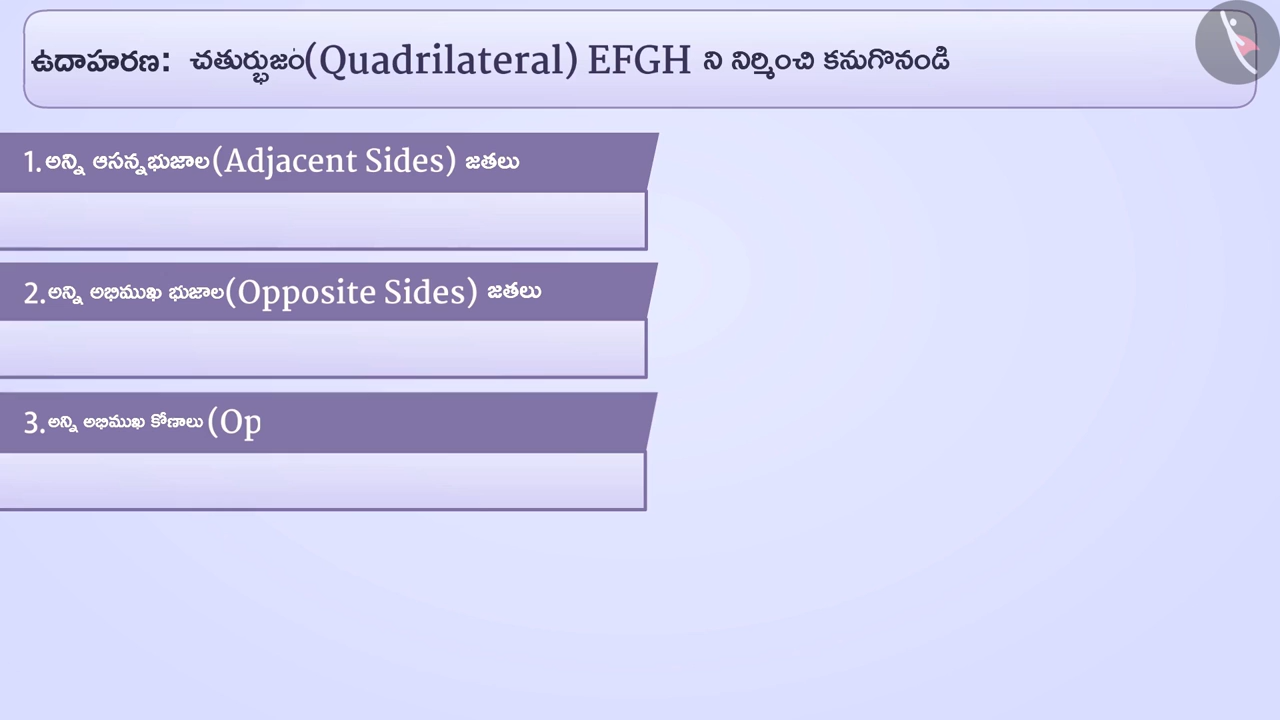 ఉదాహరణ: చతుర్భుజం(Quadrilateral) EFGH ని నిర్మించి కనుగొనండి
1.అన్ని ఆసన్నభుజాల(Adjacent Sides) జతలు
2.అన్ని అభిముఖ భుజాల(Opposite Sides) జతలు
3.అన్ని అభిముఖ కోణాలు (Op